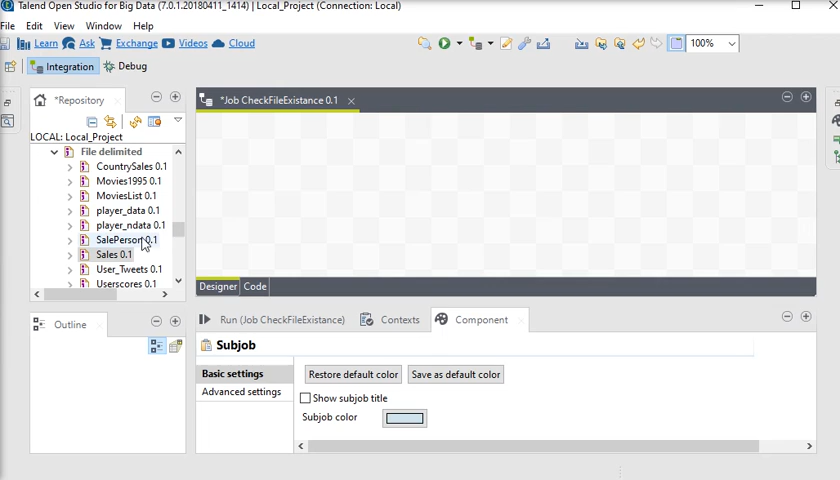 Talend Open Studio for Big Data (7.0.1.20180411_1414) | Local_Project (Connection: Local)
File Edit View Window Help
Learn Ask Exchange Videos Cloud 100%
Integration Debug
*Repository
*Job CheckFileExistance 0.1
LOCAL: Local_Project
File delimited
CountrySales 0.1
Movies1995 0.1
MoviesList 0.1
player_data 0.1
player_ndata 0.1
SalePerson 0.1
Sales 0.1
User_Tweets 0.1
Userscores 0.1
Designer Code
Outline
Run (Job CheckFileExistance) Contexts Component
Subjob
Basic settings
Advanced settings
Restore default color Save as default color
Show subjob title
Subjob color